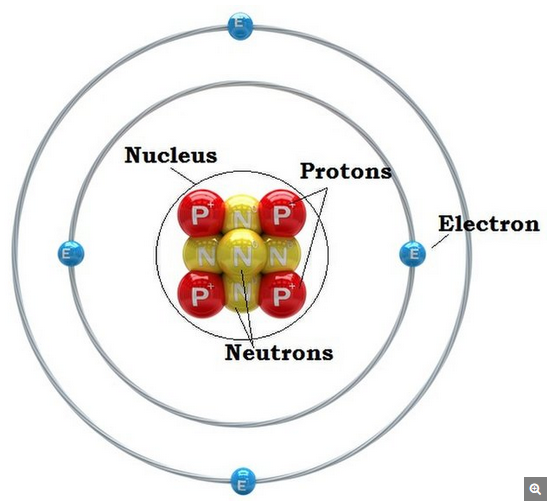 E
Nucleus
Protons
P+ N P+
Electron
E N N N E
P+ N P+
Neutrons
E